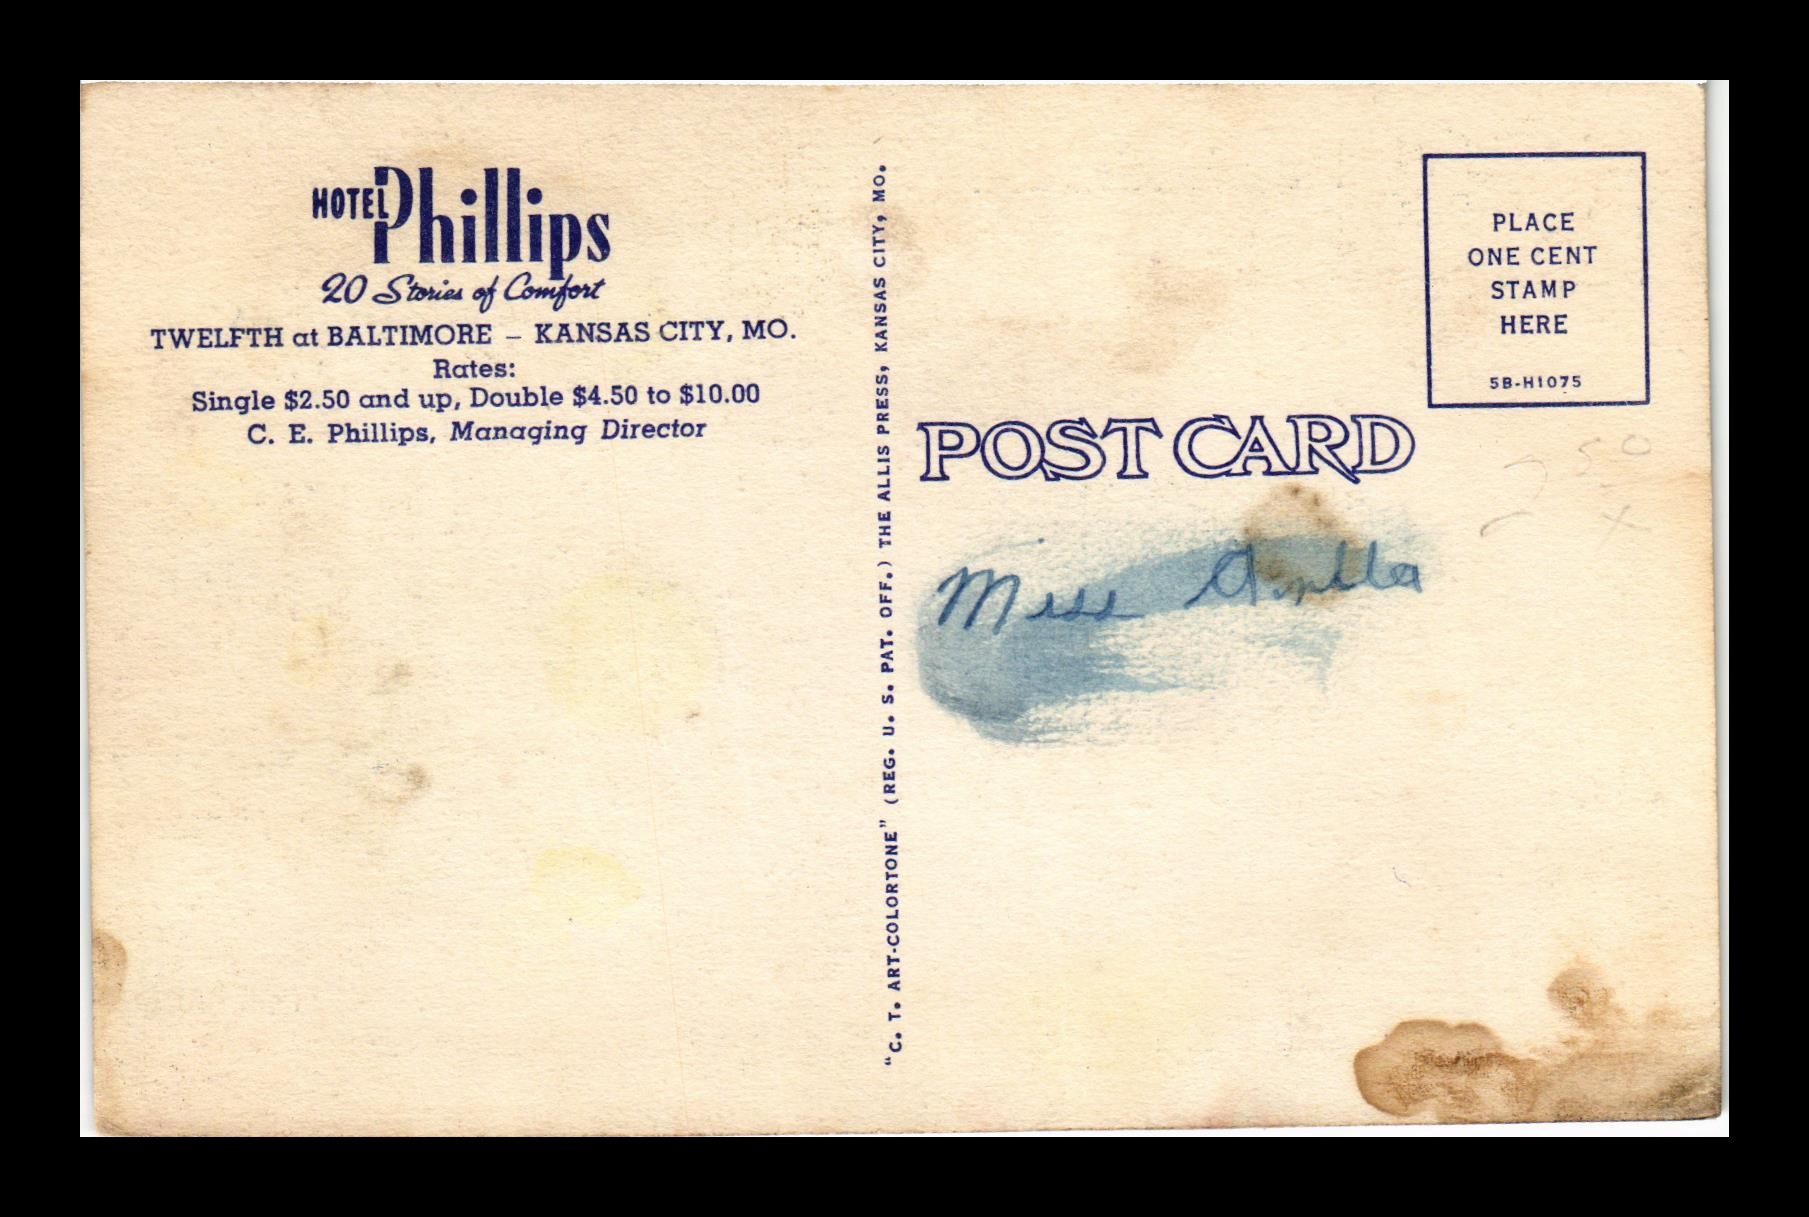 HOTEL Phillips
20 Stories of Comfort
TWELFTH at BALTIMORE – KANSAS CITY, MO.
Rates:
Single $2.50 and up, Double $4.50 to $10.00
C. E. Phillips, Managing Director
"C. T. ART-COLORTONE" (REG. U. S. PAT. OFF.) THE ALLIS PRESS, KANSAS CITY, MO.
PLACE
ONE CENT
STAMP
HERE
5B-H1075
POST CARD
Miss